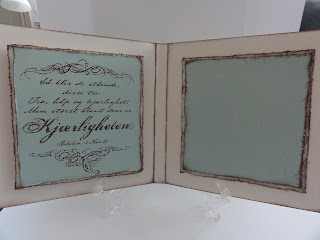 Så blir de stående,
disse tre:
Tro, håp og kjærlighet.
Men størst blant dem er
Kjærligheten